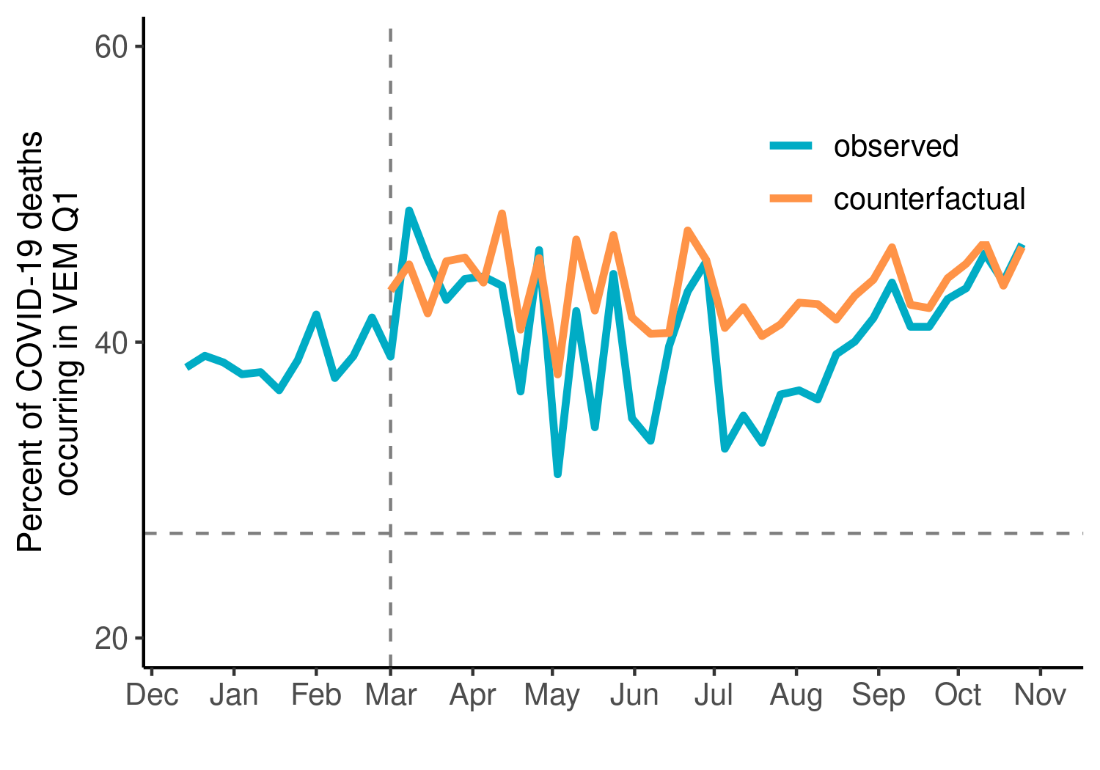 60
40
20
Percent of COVID-19 deaths
occurring in VEM Q1
observed
counterfactual
Dec Jan Feb Mar Apr May Jun Jul Aug Sep Oct Nov